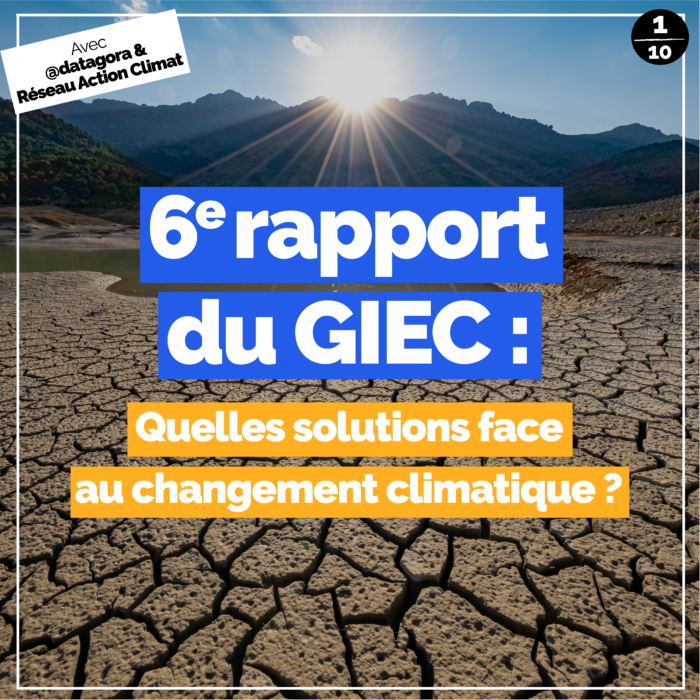 Avec
@datagora &
Réseau Action Climat
1
10
6e rapport
du GIEC :
Quelles solutions face
au changement climatique ?